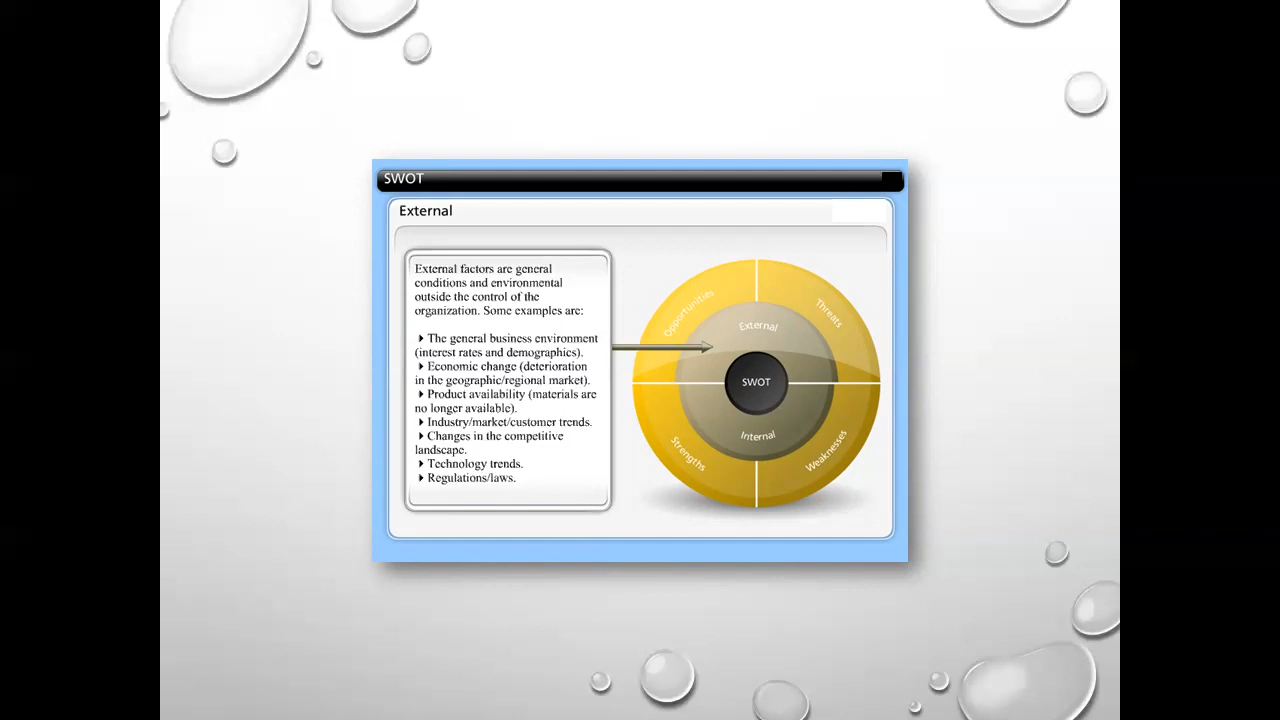 SWOT
External
External factors are general
conditions and environmental
outside the control of the
organization. Some examples are:
The general business environment
(interest rates and demographics).
Economic change (deterioration
in the geographic/regional market).
Product availability (materials are
no longer available).
Industry/market/customer trends.
Changes in the competitive
landscape.
Technology trends.
Regulations/laws.
Opportunities
Threats
External
SWOT
Internal
Strengths
Weaknesses